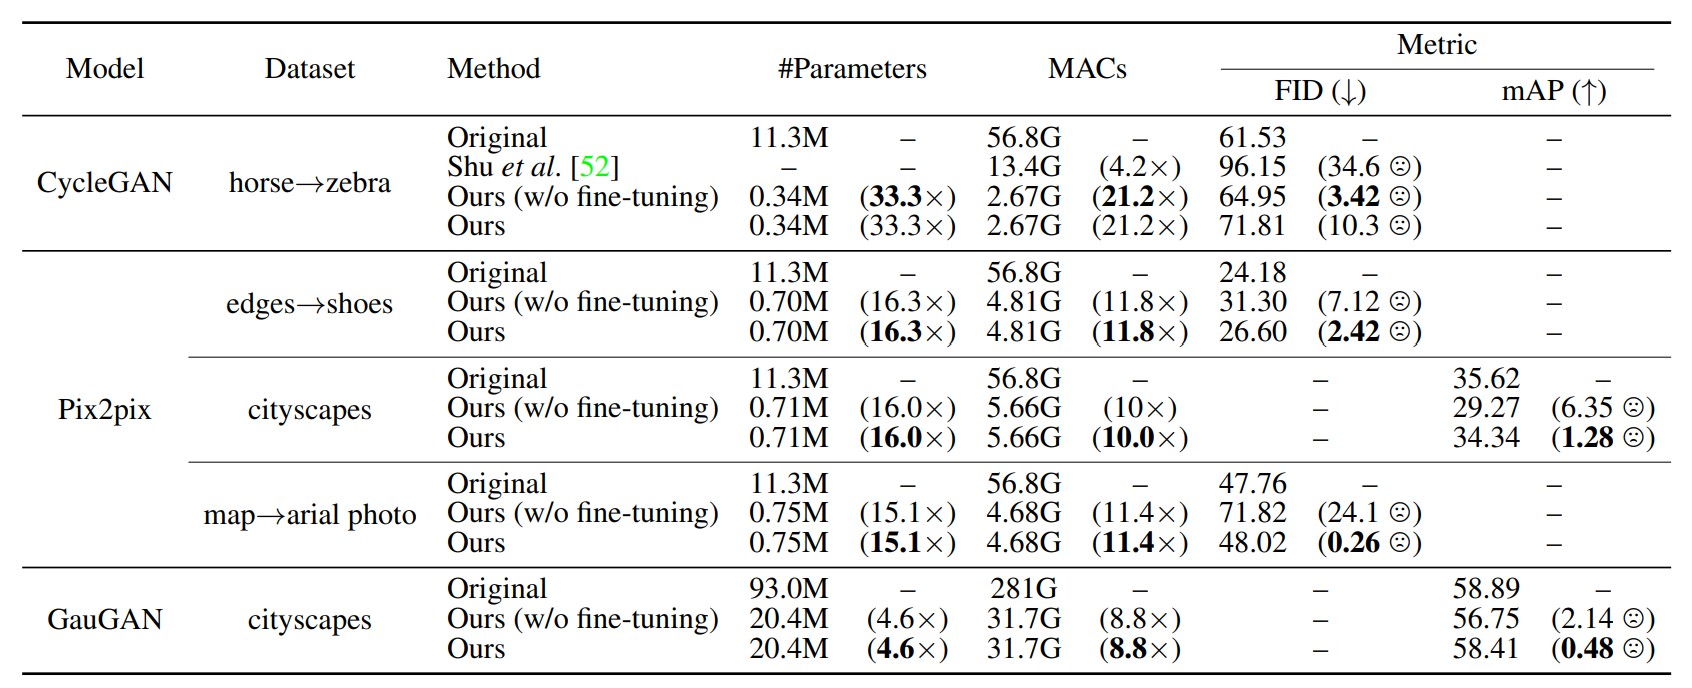 Model Dataset Method #Parameters MACs Metric
FID (↓) mAP (↑)
CycleGAN horse→zebra
Original 11.3M – 56.8G – 61.53 – –
Shu et al. [52] – – 13.4G (4.2×) 96.15 (34.6 ☹) –
Ours (w/o fine-tuning) 0.34M (33.3×) 2.67G (21.2×) 64.95 (3.42 ☹) –
Ours 0.34M (33.3×) 2.67G (21.2×) 71.81 (10.3 ☹) –
Pix2pix
edges→shoes
Original 11.3M – 56.8G – 24.18 – –
Ours (w/o fine-tuning) 0.70M (16.3×) 4.81G (11.8×) 31.30 (7.12 ☹) –
Ours 0.70M (16.3×) 4.81G (11.8×) 26.60 (2.42 ☹) –
cityscapes
Original 11.3M – 56.8G – – 35.62 –
Ours (w/o fine-tuning) 0.71M (16.0×) 5.66G (10×) – 29.27 (6.35 ☹)
Ours 0.71M (16.0×) 5.66G (10.0×) – 34.34 (1.28 ☹)
map→arial photo
Original 11.3M – 56.8G – 47.76 – –
Ours (w/o fine-tuning) 0.75M (15.1×) 4.68G (11.4×) 71.82 (24.1 ☹) –
Ours 0.75M (15.1×) 4.68G (11.4×) 48.02 (0.26 ☹) –
GauGAN cityscapes
Original 93.0M – 281G – – 58.89 –
Ours (w/o fine-tuning) 20.4M (4.6×) 31.7G (8.8×) – 56.75 (2.14 ☹)
Ours 20.4M (4.6×) 31.7G (8.8×) – 58.41 (0.48 ☹)